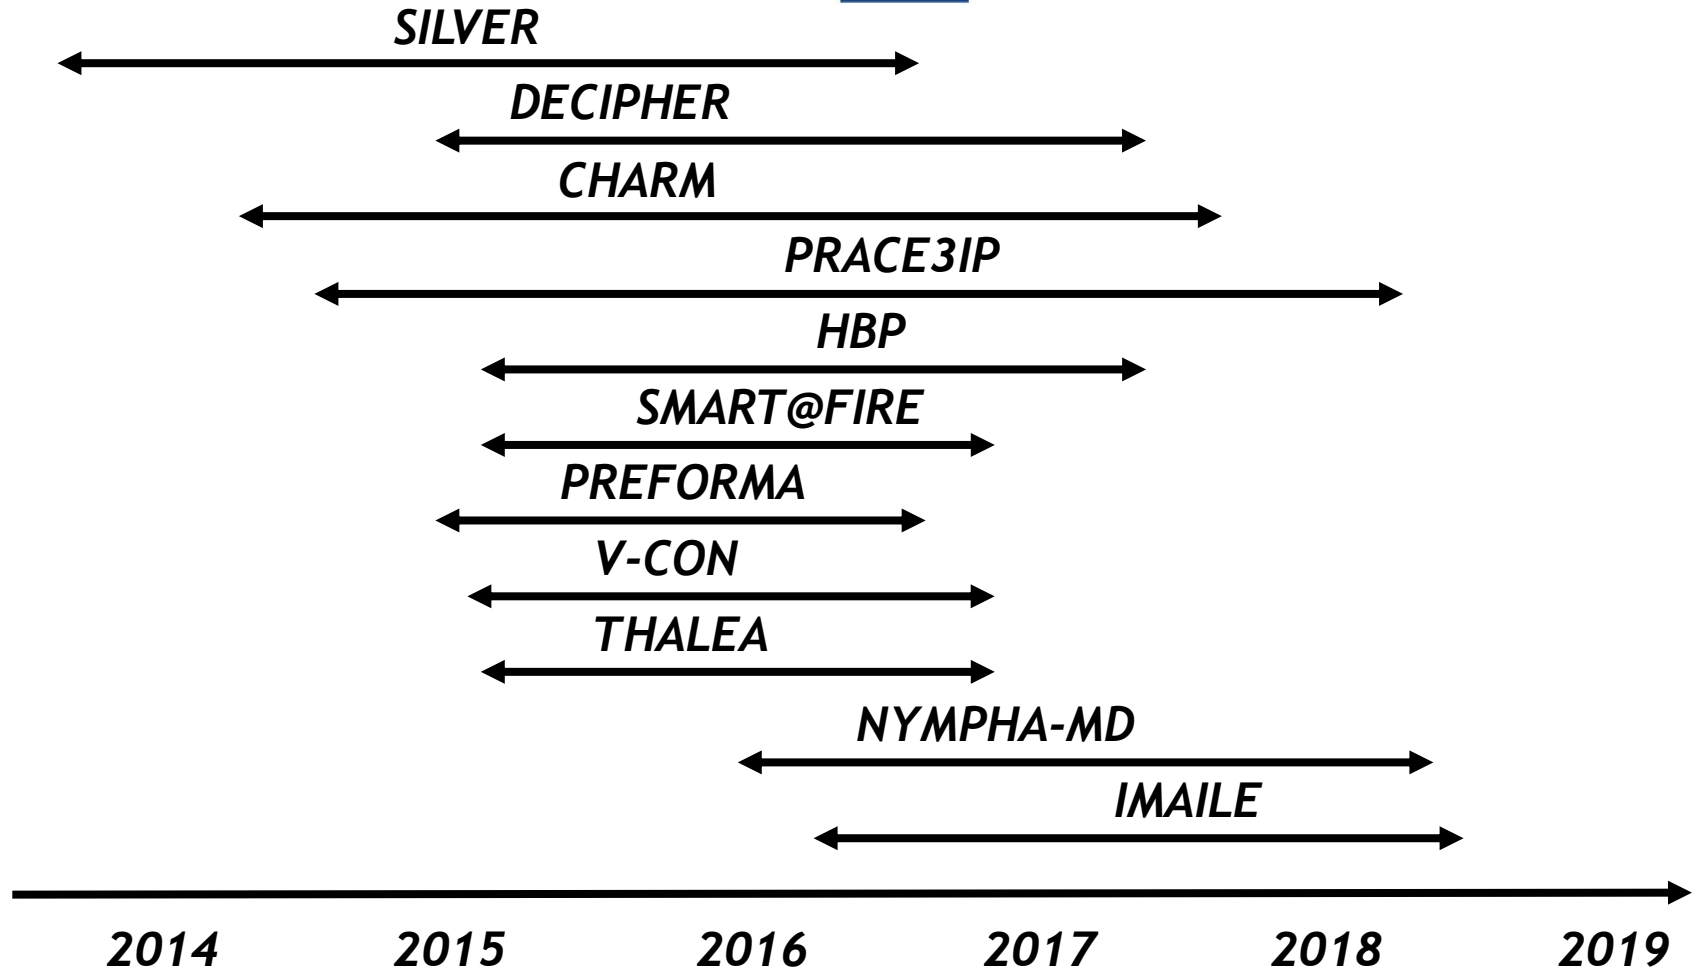 SILVER
DECIPHER
CHARM
PRACE3IP
HBP
SMART@FIRE
PREFORMA
V-CON
THALEA
NYMPHA-MD
IMAILE
2014 2015 2016 2017 2018 2019